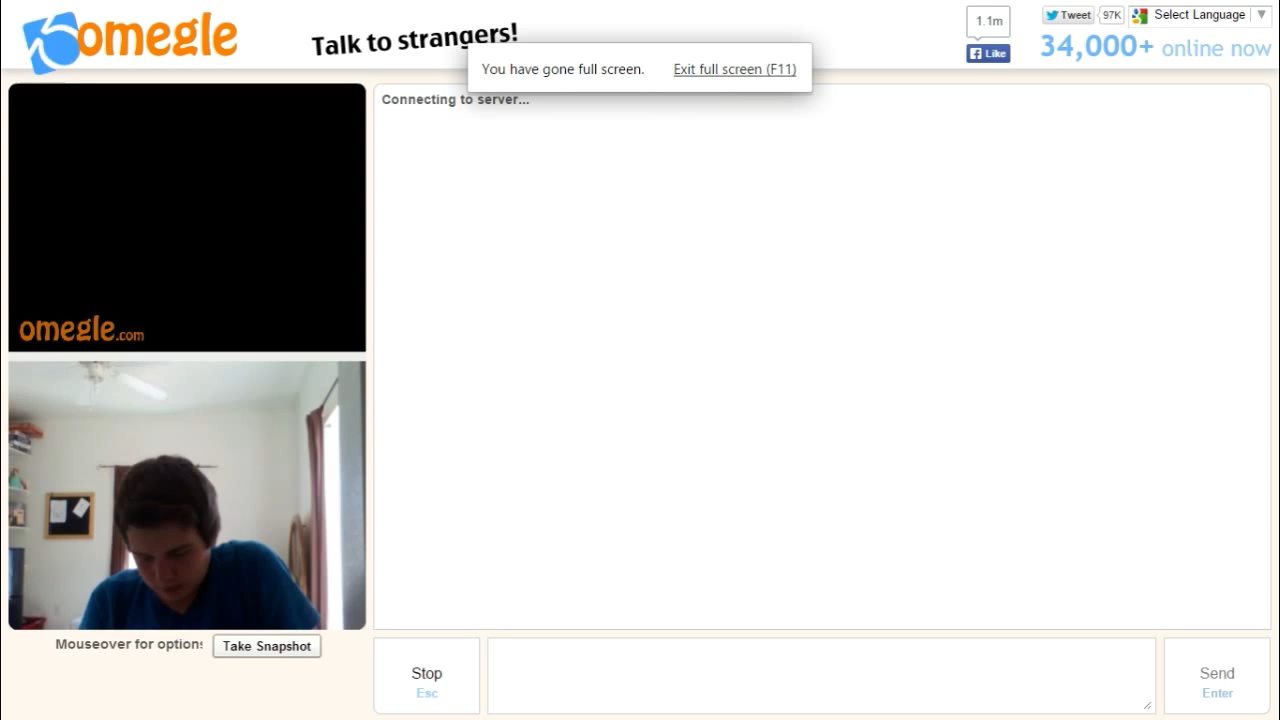 omegle
Talk to strangers!
1.1m
Like
Tweet
97K
Select Language
34,000+ online now
You have gone full screen.
Exit full screen (F11)
Connecting to server...
omegle.com
Mouseover for option
Take Snapshot
Stop
Esc
Send
Enter